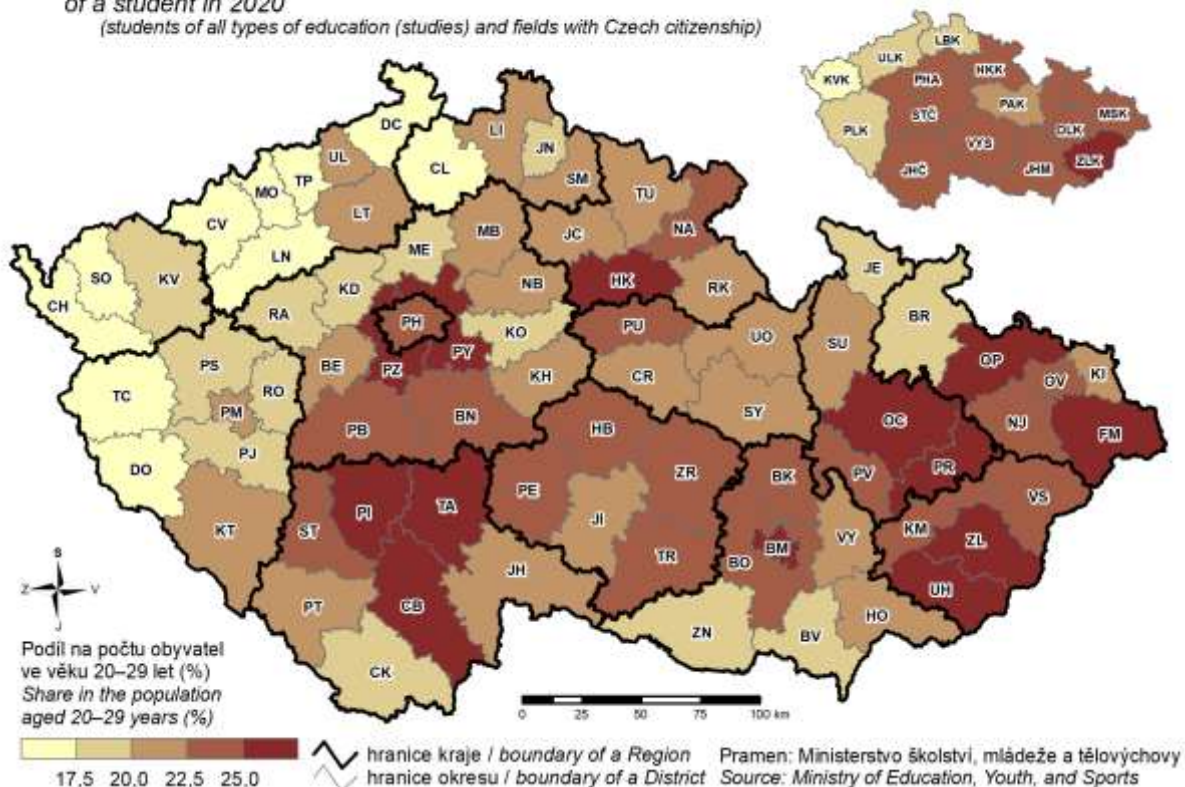 of a student in 2020
(students of all types of education (studies) and fields with Czech citizenship)
LBK
ULK
HKK
KVK
PHA
PAK
STČ
MSK
PLK
OLK
VYS
ZLK
JHČ
JHM
DC
LI
UL
JN
CL
TP
SM
MO
TU
LT
CV
MB
NA
JC
ME
LN
JE
SO
KV
HK
NB
RK
KD
CH
BR
RA
PH
PU
KO
UO
SU
PY
OP
PS
BE
PZ
GV
KI
RO
KH
CR
TC
PM
SY
OC
BN
NJ
FM
PB
HB
PJ
DO
PR
ZR
BK
PV
PE
VS
PI
TA
KT
ST
JI
KM
VY
ZL
BM
TR
BO
JH
UH
PT
ČB
HO
ZN
BV
CK
S
Z V
J
Podíl na počtu obyvatel
ve věku 20–29 let (%)
Share in the population
aged 20–29 years (%)
17,5 20,0 22,5 25,0
0 25 50 75 100 km
hranice kraje / boundary of a Region
hranice okresu / boundary of a District
Pramen: Ministerstvo školství, mládeže a tělovýchovy
Source: Ministry of Education, Youth, and Sports